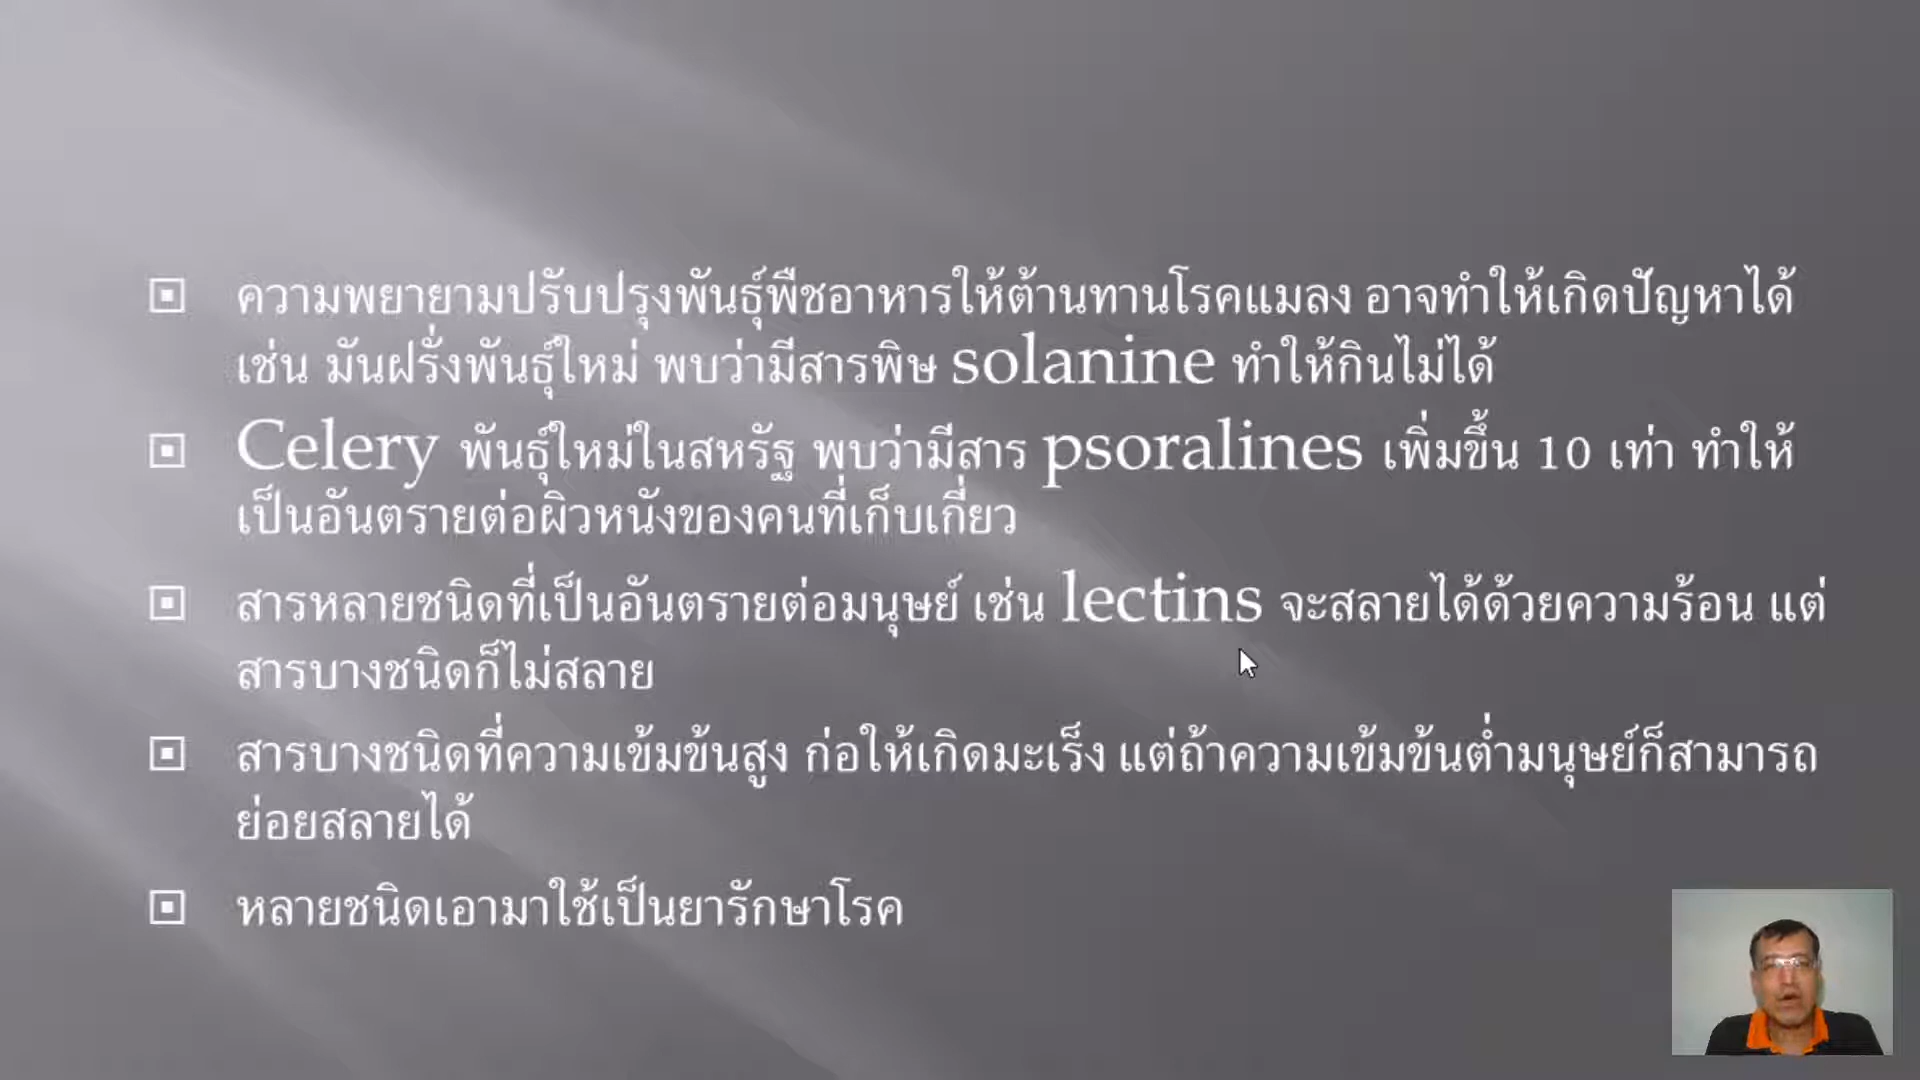 ความพยายามปรับปรุงพันธุ์พืชอาหารให้ต้านทานโรคแมลง อาจทำให้เกิดปัญหาได้
เช่น มันฝรั่งพันธุ์ใหม่ พบว่ามีสารพิษ solanine ทำให้กินไม่ได้
Celery พันธุ์ใหม่ในสหรัฐ พบว่ามีสาร psoralines เพิ่มขึ้น 10 เท่า ทำให้
เป็นอันตรายต่อผิวหนังของคนที่เก็บเกี่ยว
สารหลายชนิดที่เป็นอันตรายต่อมนุษย์ เช่น lectins จะสลายได้ด้วยความร้อน แต่
สารบางชนิดก็ไม่สลาย
สารบางชนิดที่ความเข้มข้นสูง ก่อให้เกิดมะเร็ง แต่ถ้าความเข้มข้นต่ำมนุษย์ก็สามารถ
ย่อยสลายได้
หลายชนิดเอามาใช้เป็นยารักษาโรค